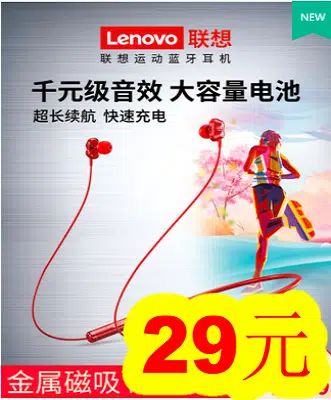 NEW
Lenovo 联想
联想运动蓝牙耳机
千元级音效 大容量电池
超长续航 快速充电
29元
金属磁吸